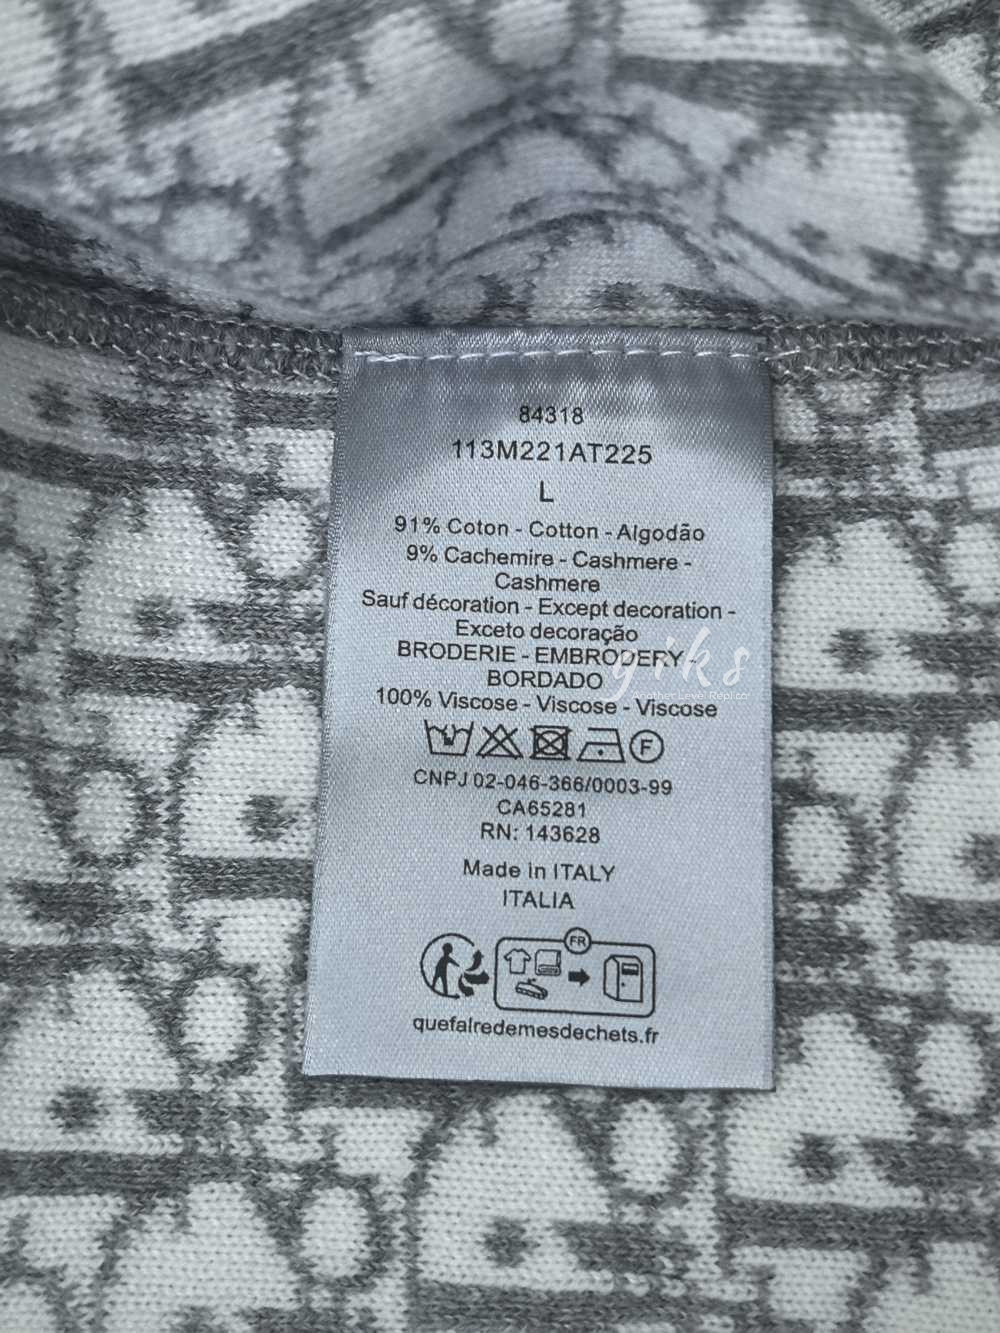 84318
113M221AT225
L
91% Coton - Cotton - Algodão
9% Cachemire - Cashmere -
Cashmere
Sauf décoration - Except decoration -
Exceto decoração
BRODERIE - EMBRODERY -
BORDADO
100% Viscose - Viscose - Viscose
F
CNPJ 02-046-366/0003-99
CA65281
RN: 143628
Made in ITALY
ITALIA
FR
quefairedemesdechets.fr